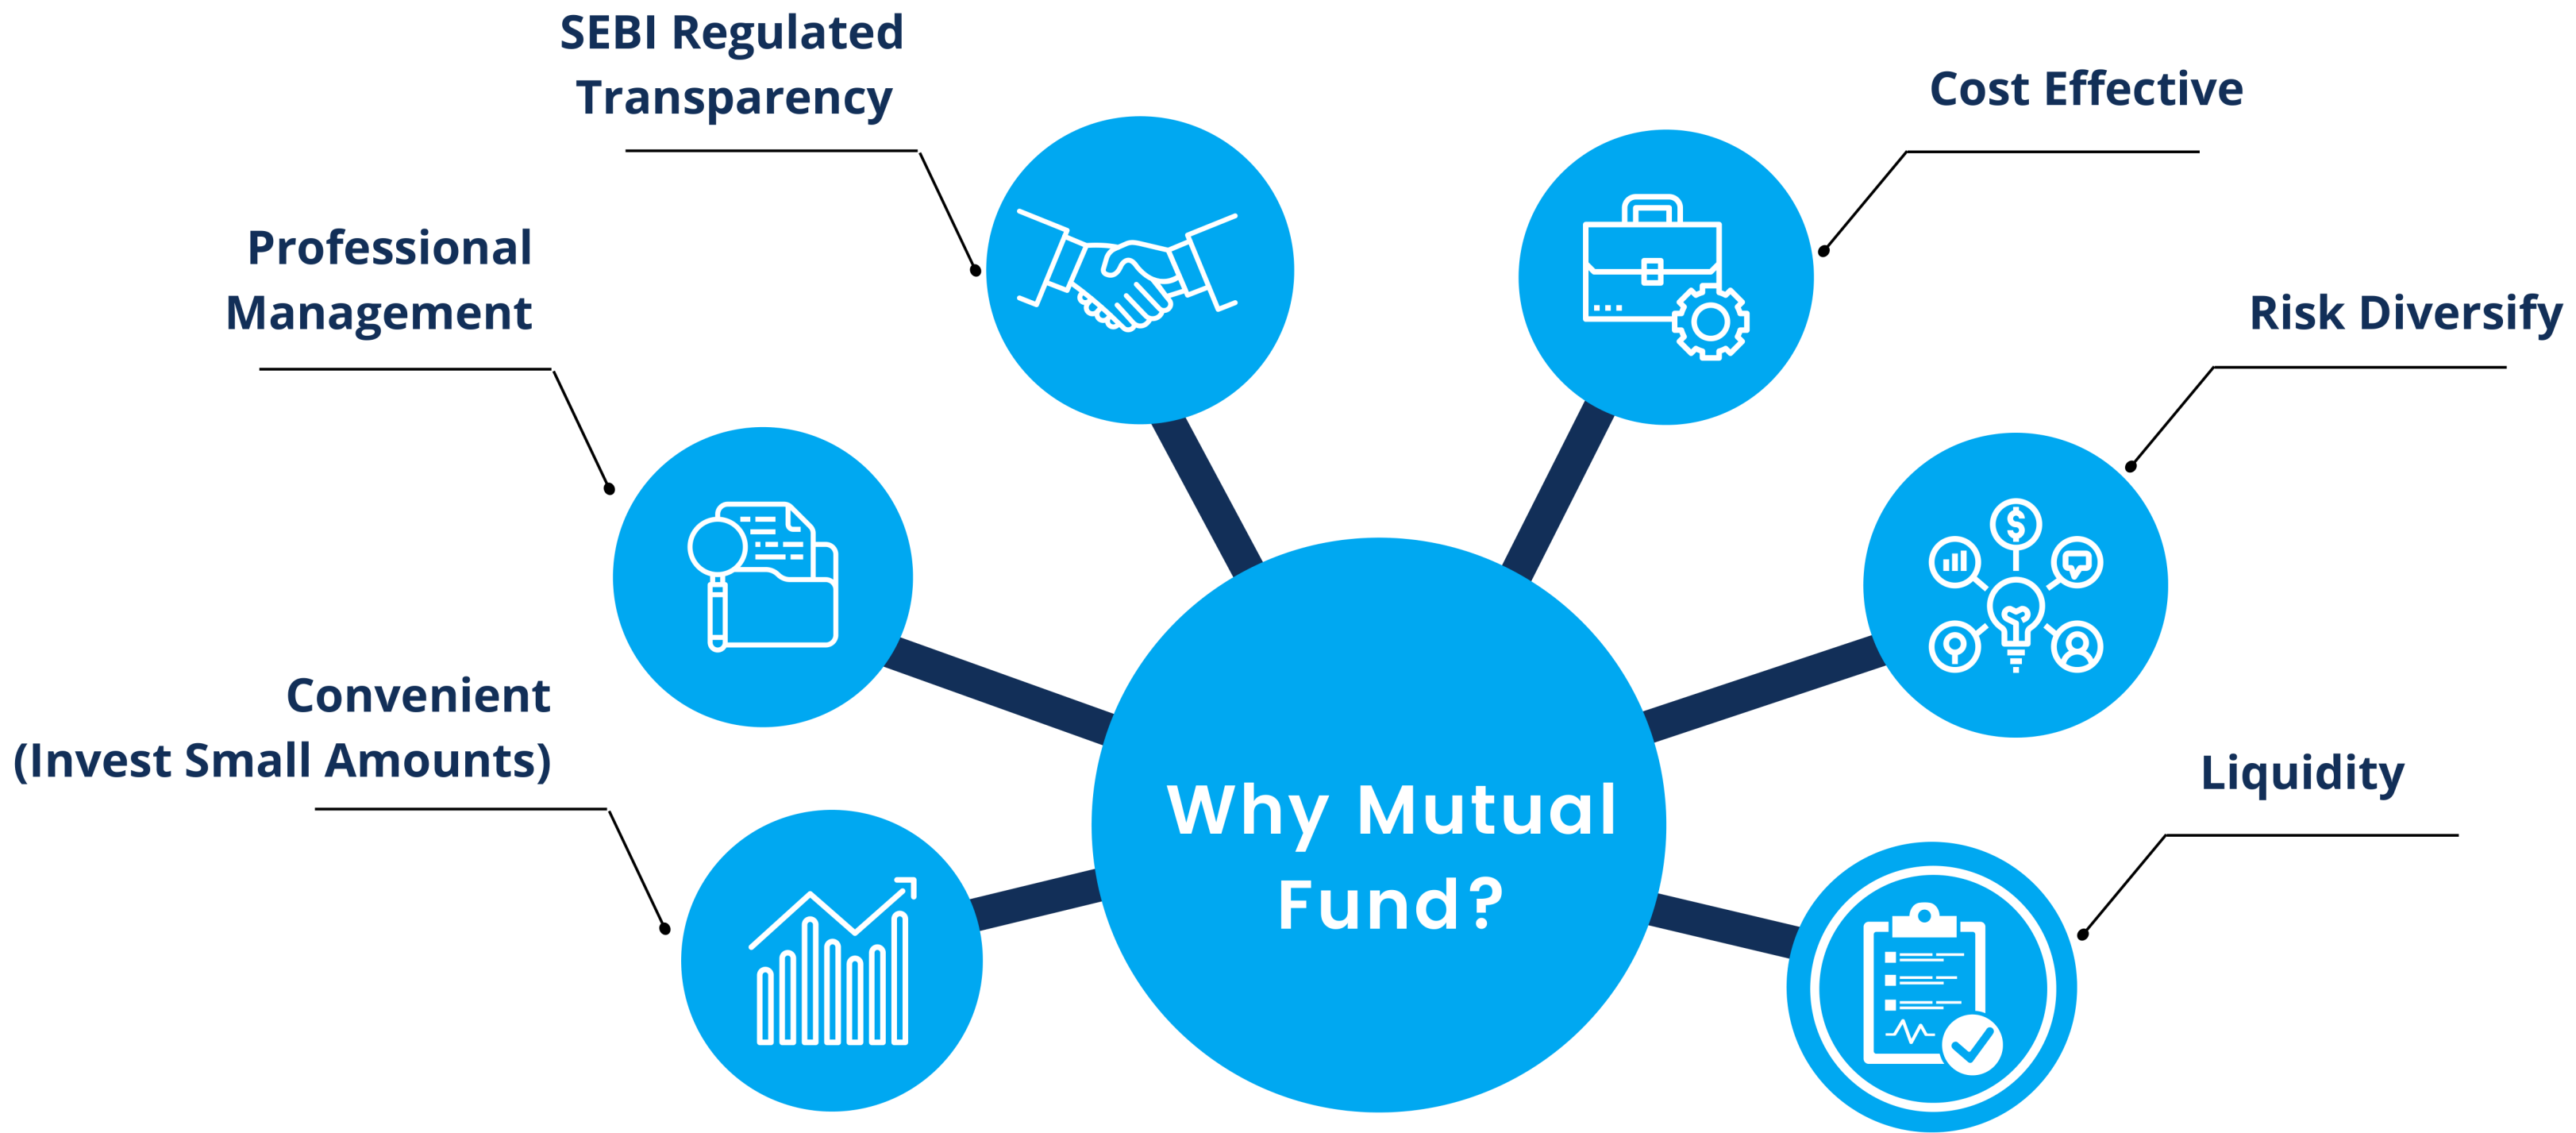 SEBI Regulated
Transparency
Cost Effective
Professional
Management
Risk Diversify
Convenient
(Invest Small Amounts)
Liquidity
Why Mutual
Fund?